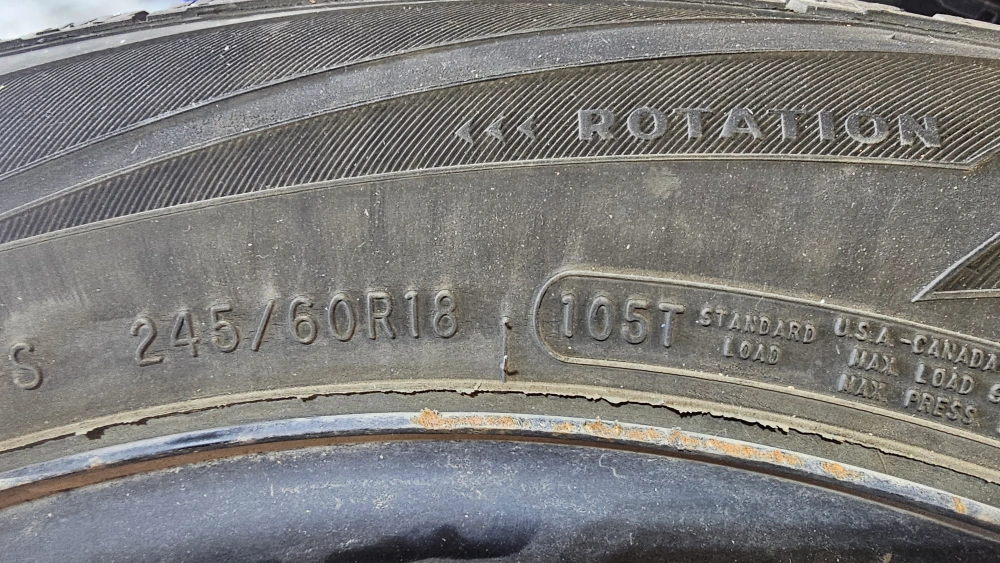 <<< ROTATION
S 245/60R18 105T STANDARD
LOAD
U.S.A.-CANADA
MAX LOAD
MAX PRESS